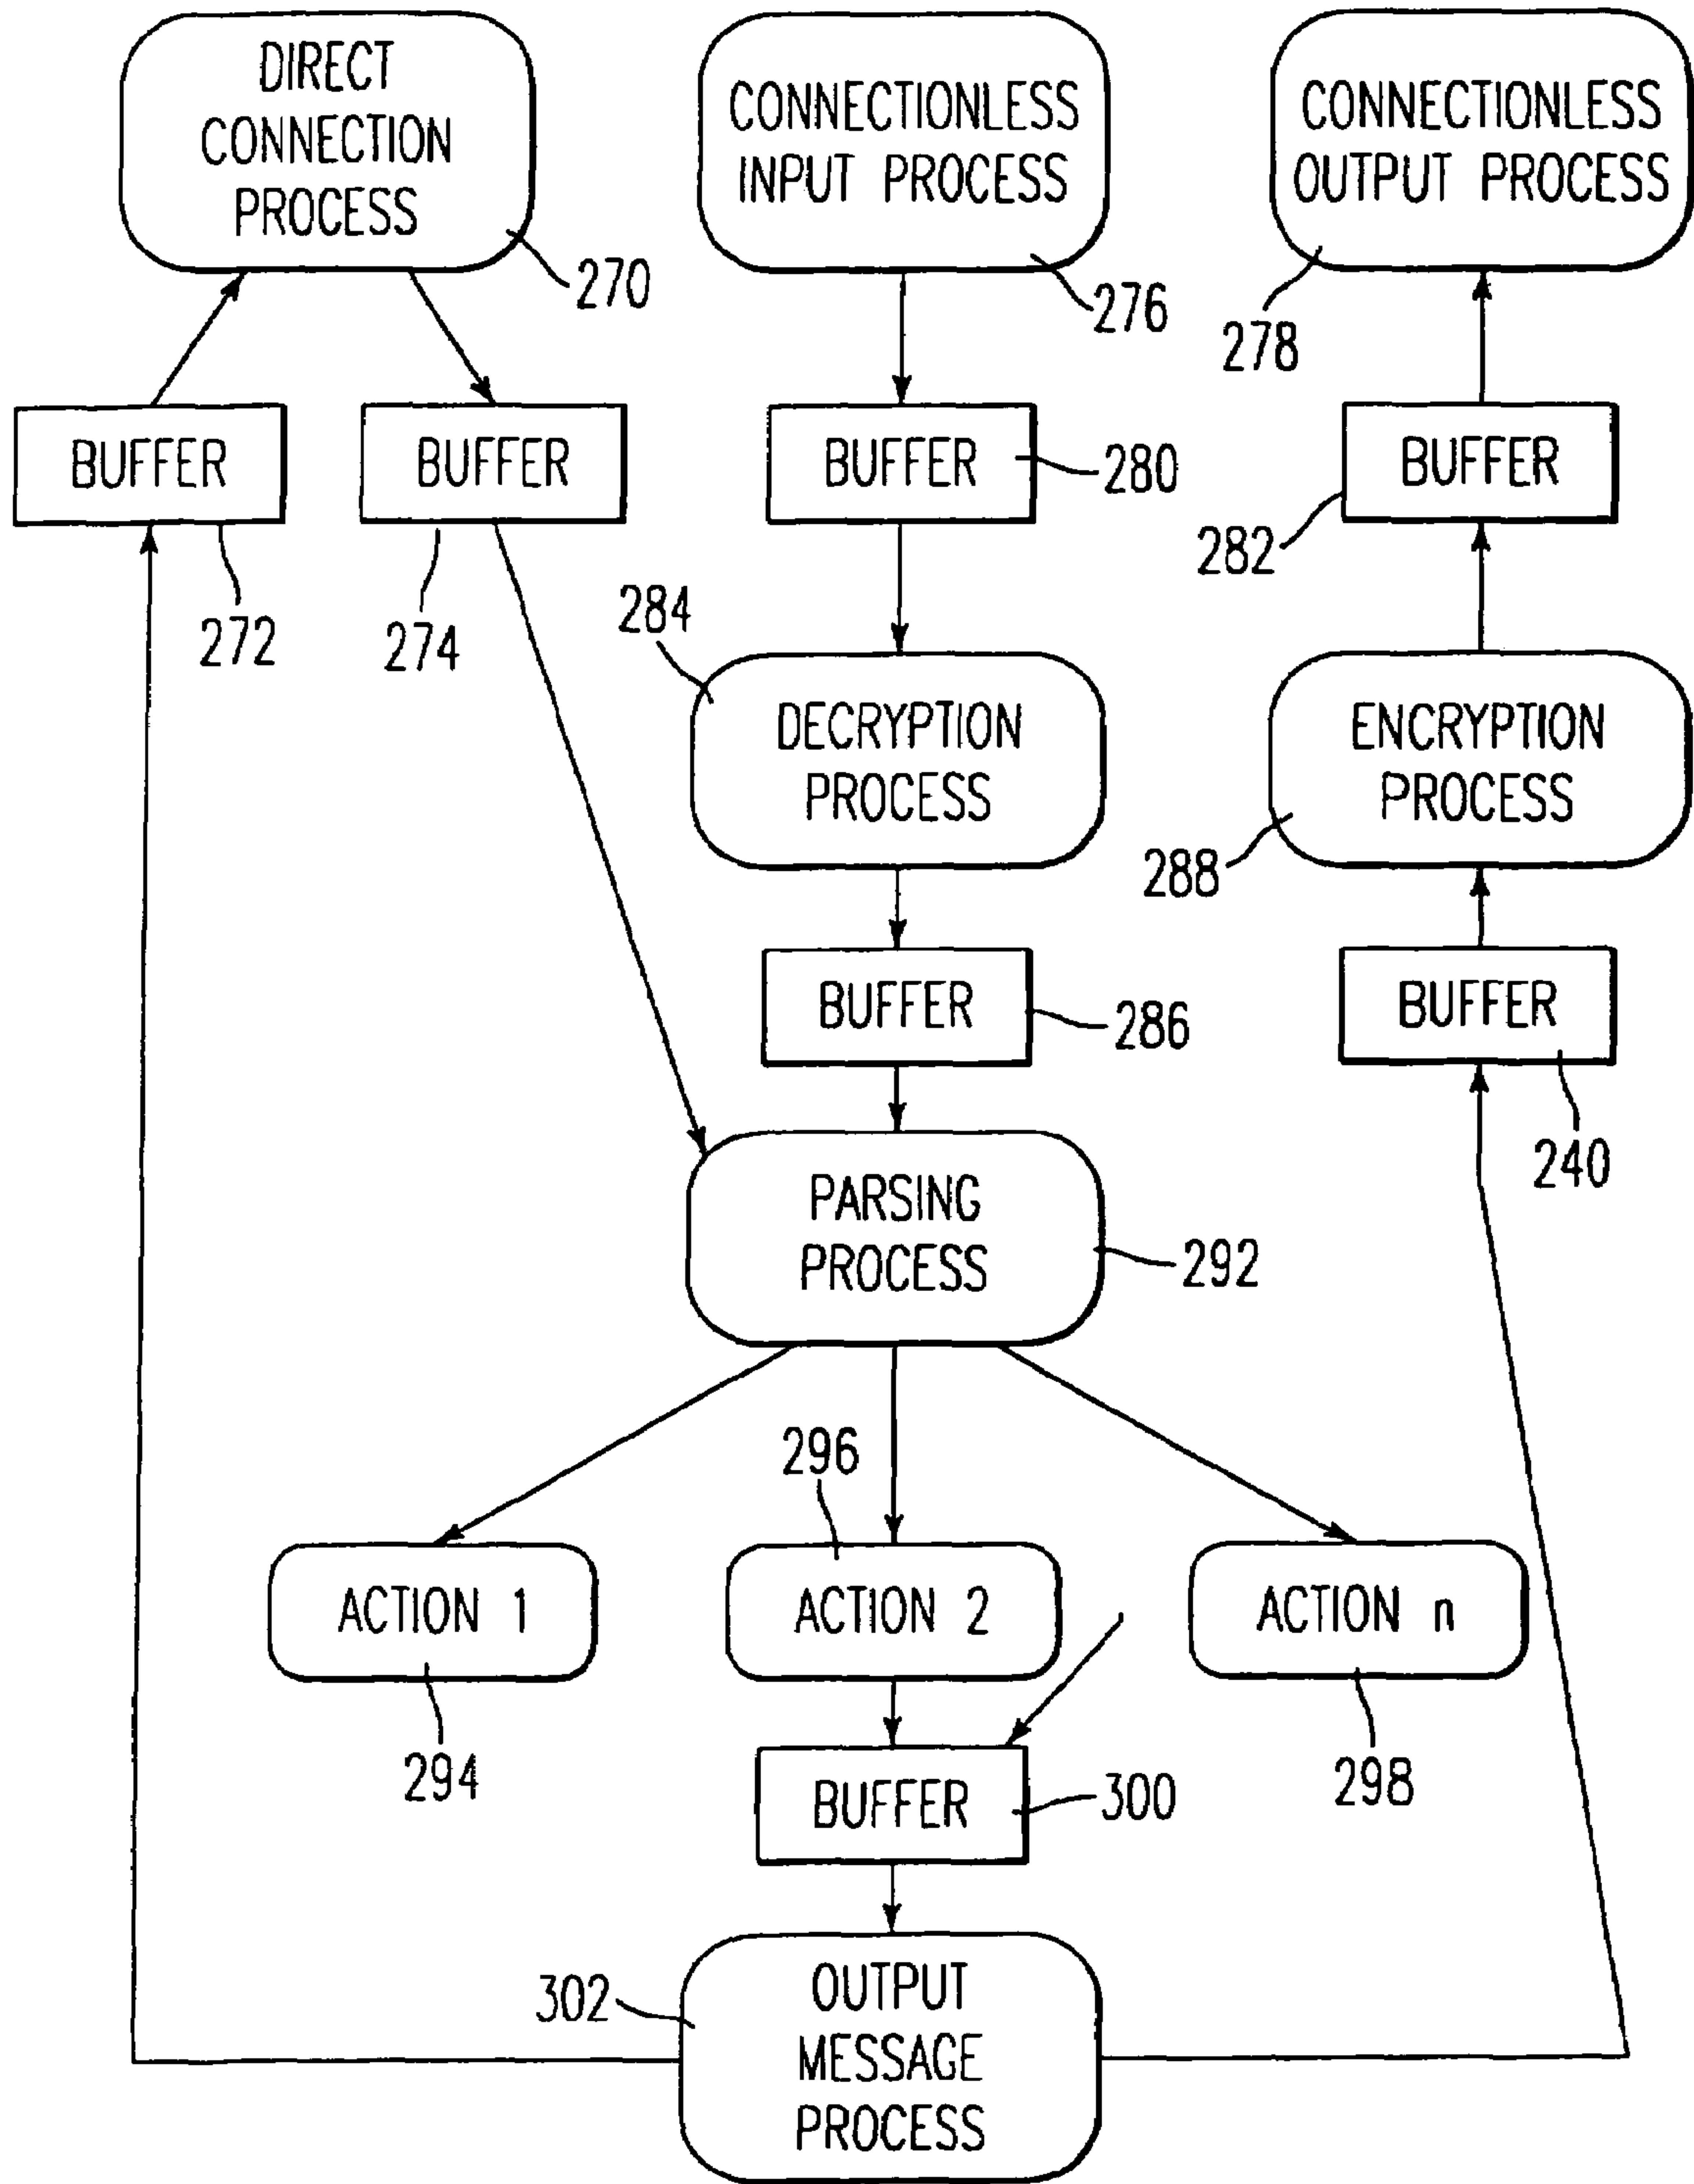 DIRECT
CONNECTION
PROCESS
270
CONNECTIONLESS
INPUT PROCESS
276
CONNECTIONLESS
OUTPUT PROCESS
278
BUFFER
272
BUFFER
274
BUFFER
280
BUFFER
282
284
DECRYPTION
PROCESS
ENCRYPTION
PROCESS
288
BUFFER
286
BUFFER
240
PARSING
PROCESS
292
296
ACTION 1
294
ACTION 2
ACTION n
298
BUFFER
300
302
OUTPUT
MESSAGE
PROCESS